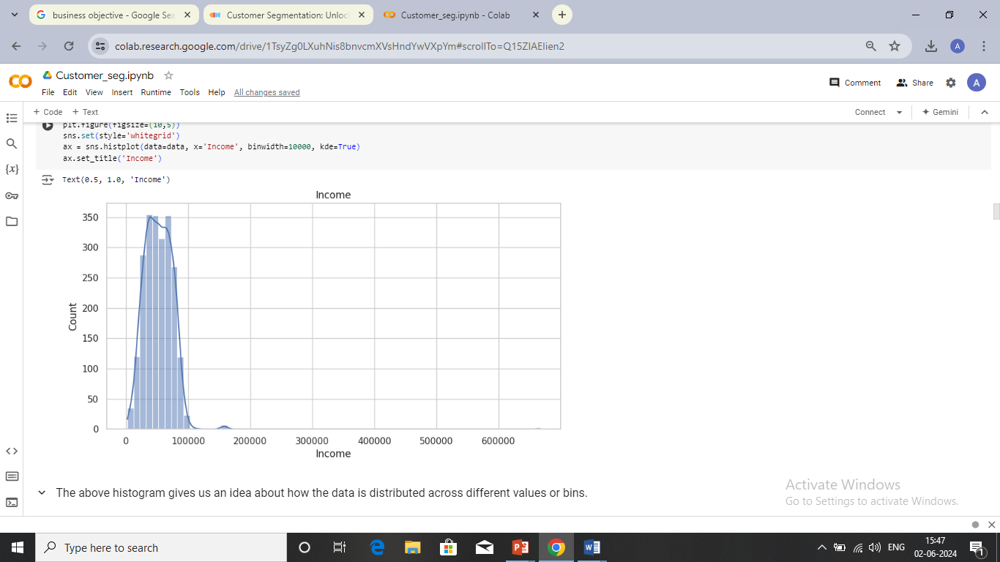 business objective - Google Sea
Customer Segmentation: Unloc
Customer_seg.ipynb - Colab
colab.research.google.com/drive/1TsyZg0LXuhNis8bnvcmXVsHndYwVXpYm#scrollTo=Q15ZIAElien2
A
Customer_seg.ipynb
File Edit View Insert Runtime Tools Help All changes saved
Comment Share A
+ Code + Text Connect Gemini
plt.figure(figsize=(10,5))
sns.set(style='whitegrid')
ax = sns.histplot(data=data, x='Income', binwidth=10000, kde=True)
ax.set_title('Income')
Text(0.5, 1.0, 'Income')
Income
350
300
250
200
150
100
50
0
Count
0 100000 200000 300000 400000 500000 600000
Income
The above histogram gives us an idea about how the data is distributed across different values or bins.
Activate Windows
Go to Settings to activate Windows.
Type here to search
ENG
15:47
02-06-2024
1